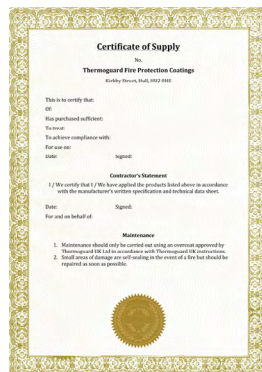 Certificate of Supply
No.
Thermoguard Fire Protection Coatings
Kirkby Street, Hull,
This is to certify that:
Of:
Has purchased sufficient:
To treat:
To achieve compliance with:
For use on:
Date: Signed:
Contractor's Statement
I / We certify that I / We have applied the products listed above in accordance
with the manufacturer's written specification and technical data sheet.
Date: Signed:
For and on behalf of:
Maintenance
1. Maintenance should only be carried out using an overcoat approved by
Thermoguard UK Ltd in accordance with Thermoguard UK instructions.
2. Small areas of damage are self-sealing in the event of a fire but should be
repaired as soon as possible.